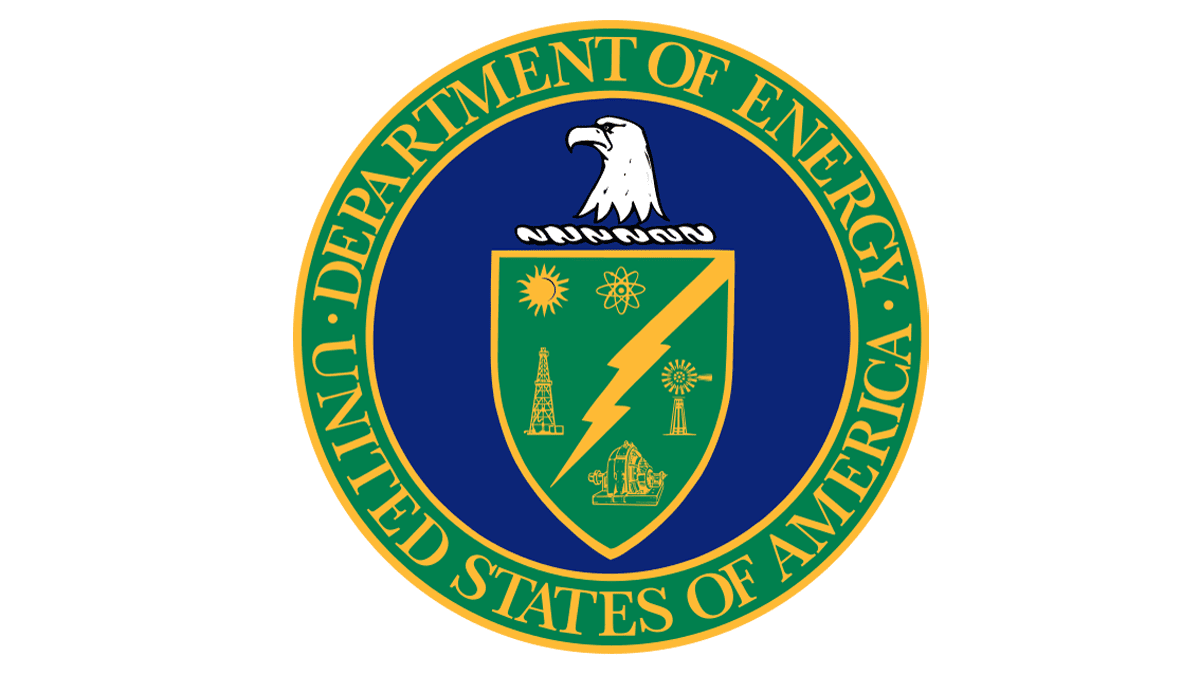 DEPARTMENT OF ENERGY
UNITED STATES OF AMERICA